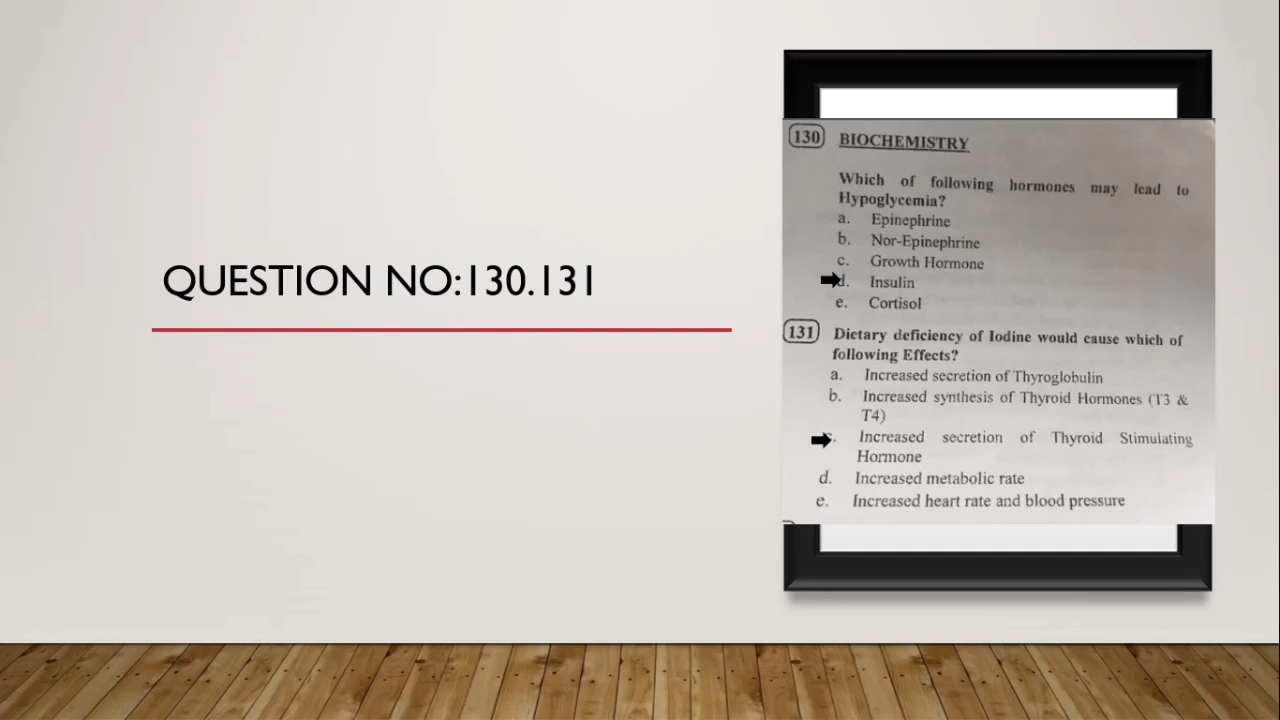 QUESTION NO:130.131
130 BIOCHEMISTRY
Which of following hormones may lead to
Hypoglycemia?
a. Epinephrine
b. Nor-Epinephrine
c. Growth Hormone
d. Insulin
e. Cortisol
131 Dietary deficiency of Iodine would cause which of
following Effects?
a. Increased secretion of Thyroglobulin
b. Increased synthesis of Thyroid Hormones (T3 &
T4)
c. Increased secretion of Thyroid Stimulating
Hormone
d. Increased metabolic rate
e. Increased heart rate and blood pressure